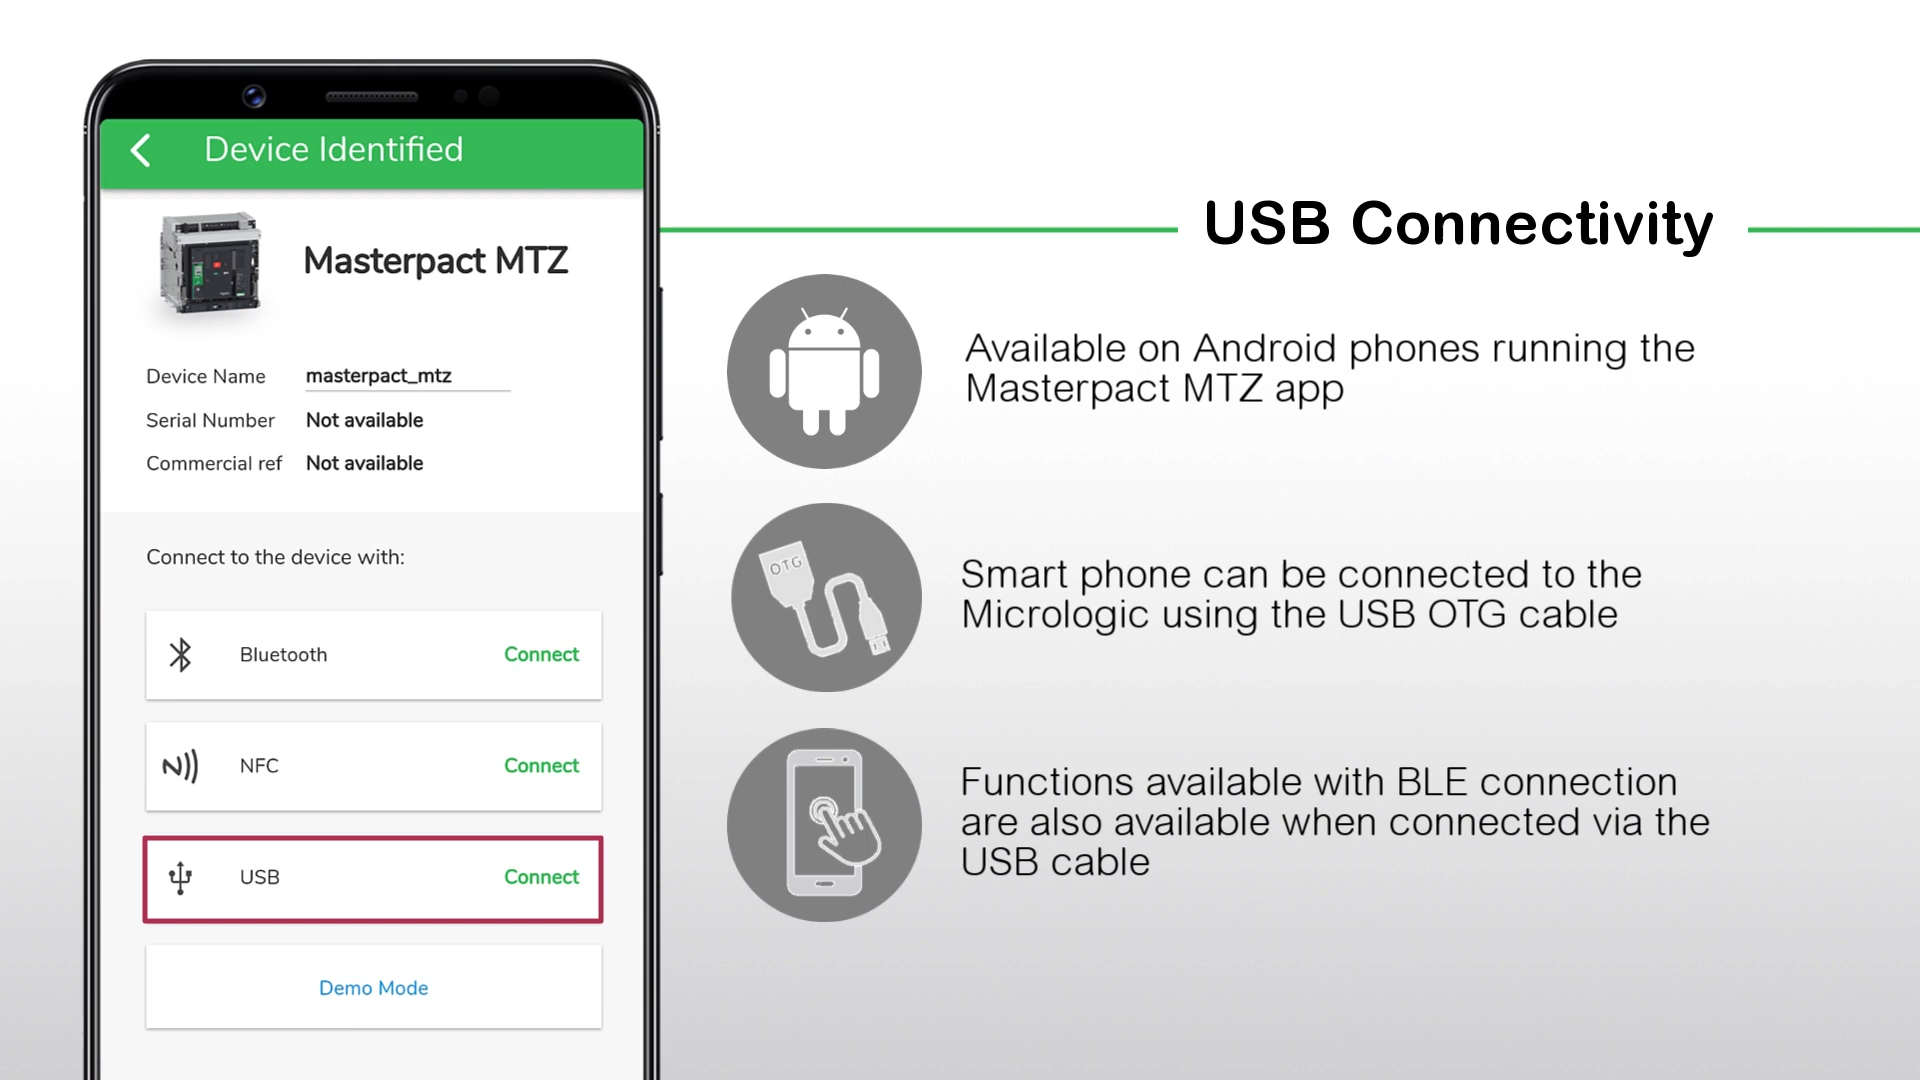 Device Identified
Masterpact MTZ
Device Name masterpact_mtz
Serial Number Not available
Commercial ref Not available
Connect to the device with:
Bluetooth Connect
NFC Connect
USB Connect
Demo Mode
USB Connectivity
Available on Android phones running the
Masterpact MTZ app
OTG
Smart phone can be connected to the
Micrologic using the USB OTG cable
Functions available with BLE connection
are also available when connected via the
USB cable